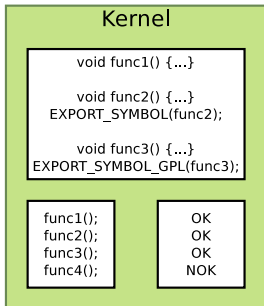 Kernel
void func1() {...}
void func2() {...}
EXPORT_SYMBOL(func2);
void func3() {...}
EXPORT_SYMBOL_GPL(func3);
func1();
func2();
func3();
func4();
OK
OK
OK
NOK